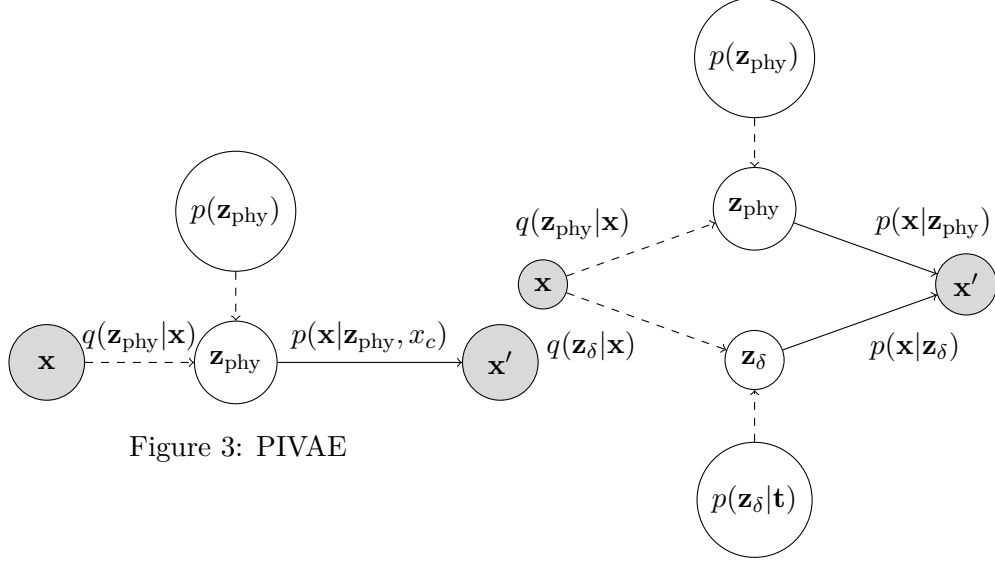 p(𝐳_phy)
𝐱
q(𝐳_phy|𝐱)
𝐳_phy
p(𝐱|𝐳_phy, x_c)
𝐱′
Figure 3: PIVAE
p(𝐳_phy)
𝐳_phy
q(𝐳_phy|𝐱)
p(𝐱|𝐳_phy)
𝐱
𝐱′
q(𝐳_δ|𝐱)
𝐳_δ
p(𝐱|𝐳_δ)
p(𝐳_δ|𝐭)